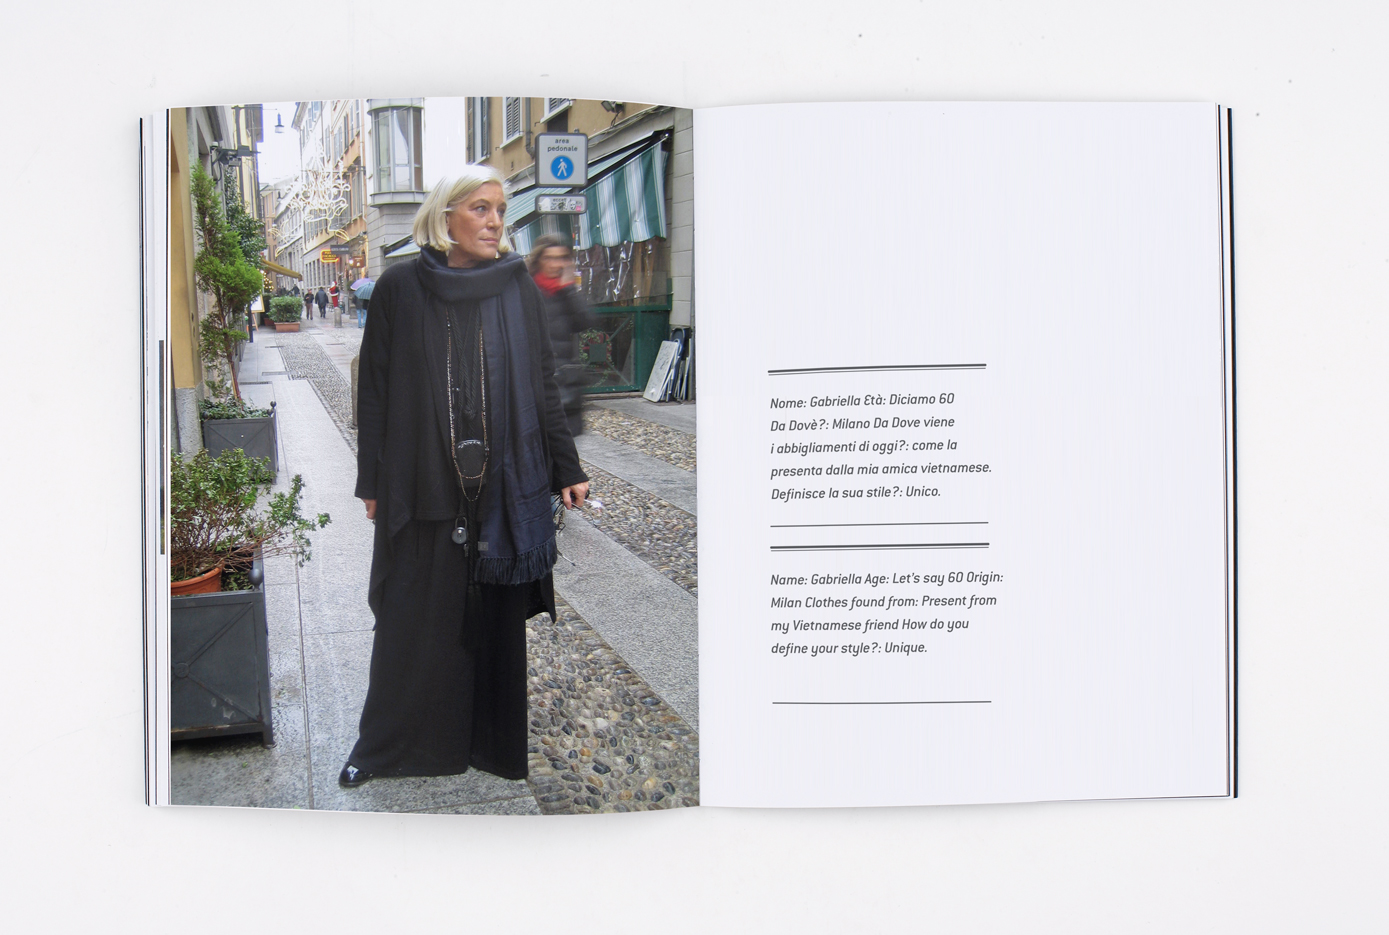 area
pedonale
Nome: Gabriella Età: Diciamo 60
Da Dovè?: Milano Da Dove viene
i abbigliamenti di oggi?: come la
presenta dalla mia amica vietnamese.
Definisce la sua stile?: Unico.
Name: Gabriella Age: Let's say 60 Origin:
Milan Clothes found from: Present from
my Vietnamese friend How do you
define your style?: Unique.